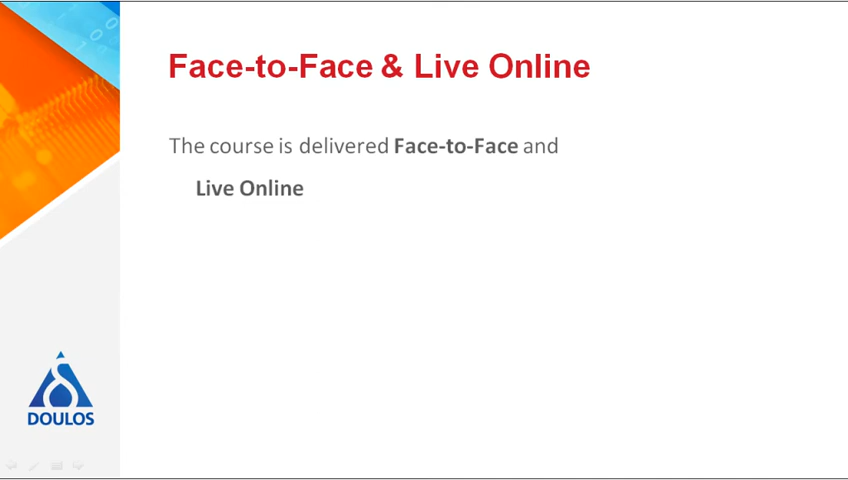 Face-to-Face & Live Online
The course is delivered Face-to-Face and
Live Online
DOULOS